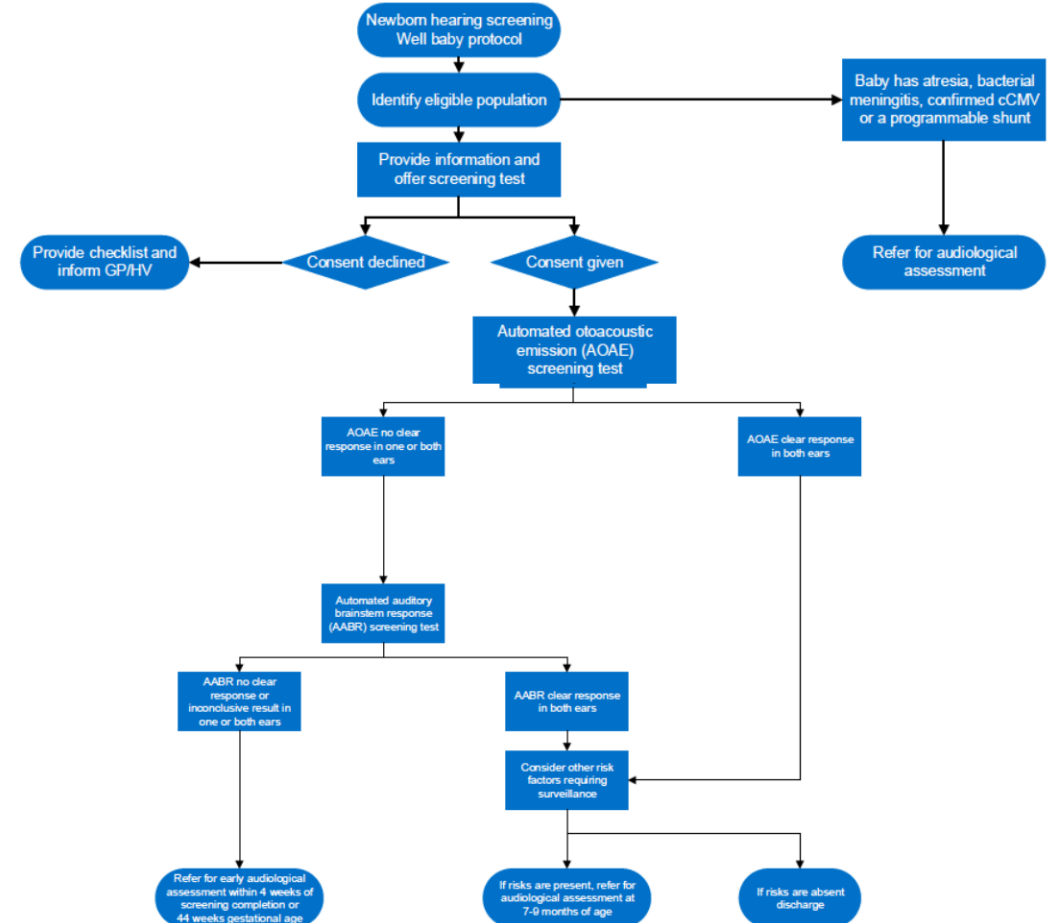 Newborn hearing screening
Well baby protocol
Identify eligible population
Baby has atresia, bacterial
meningitis, confirmed cCMV
or a programmable shunt
Provide information and
offer screening test
Provide checklist and
inform GP/HV
Consent declined
Consent given
Refer for audiological
assessment
Automated otoacoustic
emission (AOAE)
screening test
AOAE no clear
response in one or both
ears
AOAE clear response
in both ears
Automated auditory
brainstem response
(AABR) screening test
AABR no clear
response or
inconclusive result in
one or both ears
AABR clear response
in both ears
Consider other risk
factors requiring
surveillance
Refer for early audiological
assessment within 4 weeks of
screening completion or
44 weeks gestational age
If risks are present, refer for
audiological assessment at
7-9 months of age
If risks are absent
discharge